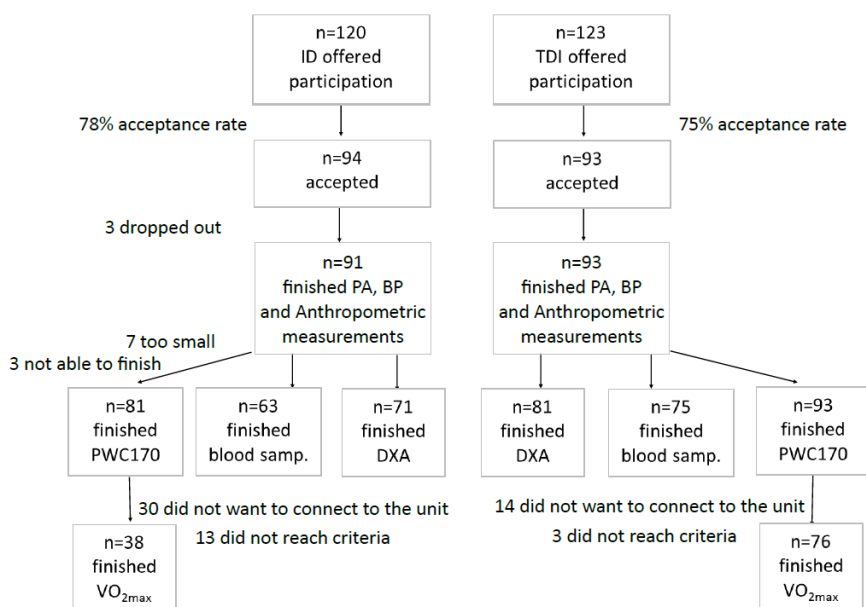 n=120
ID offered
participation
n=123
TDI offered
participation
78% acceptance rate
75% acceptance rate
n=94
accepted
n=93
accepted
3 dropped out
n=91
finished PA, BP
and Anthropometric
measurements
n=93
finished PA, BP
and Anthropometric
measurements
7 too small
3 not able to finish
n=81
finished
PWC170
n=63
finished
blood samp.
n=71
finished
DXA
n=81
finished
DXA
n=75
finished
blood samp.
n=93
finished
PWC170
30 did not want to connect to the unit
13 did not reach criteria
14 did not want to connect to the unit
3 did not reach criteria
n=38
finished
VO2max
n=76
finished
VO2max